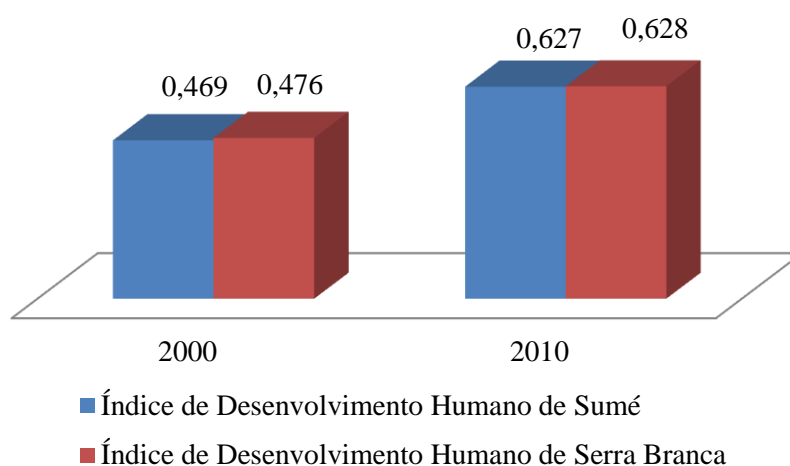 0,469 0,476 0,627 0,628
2000 2010
Índice de Desenvolvimento Humano de Sumé
Índice de Desenvolvimento Humano de Serra Branca